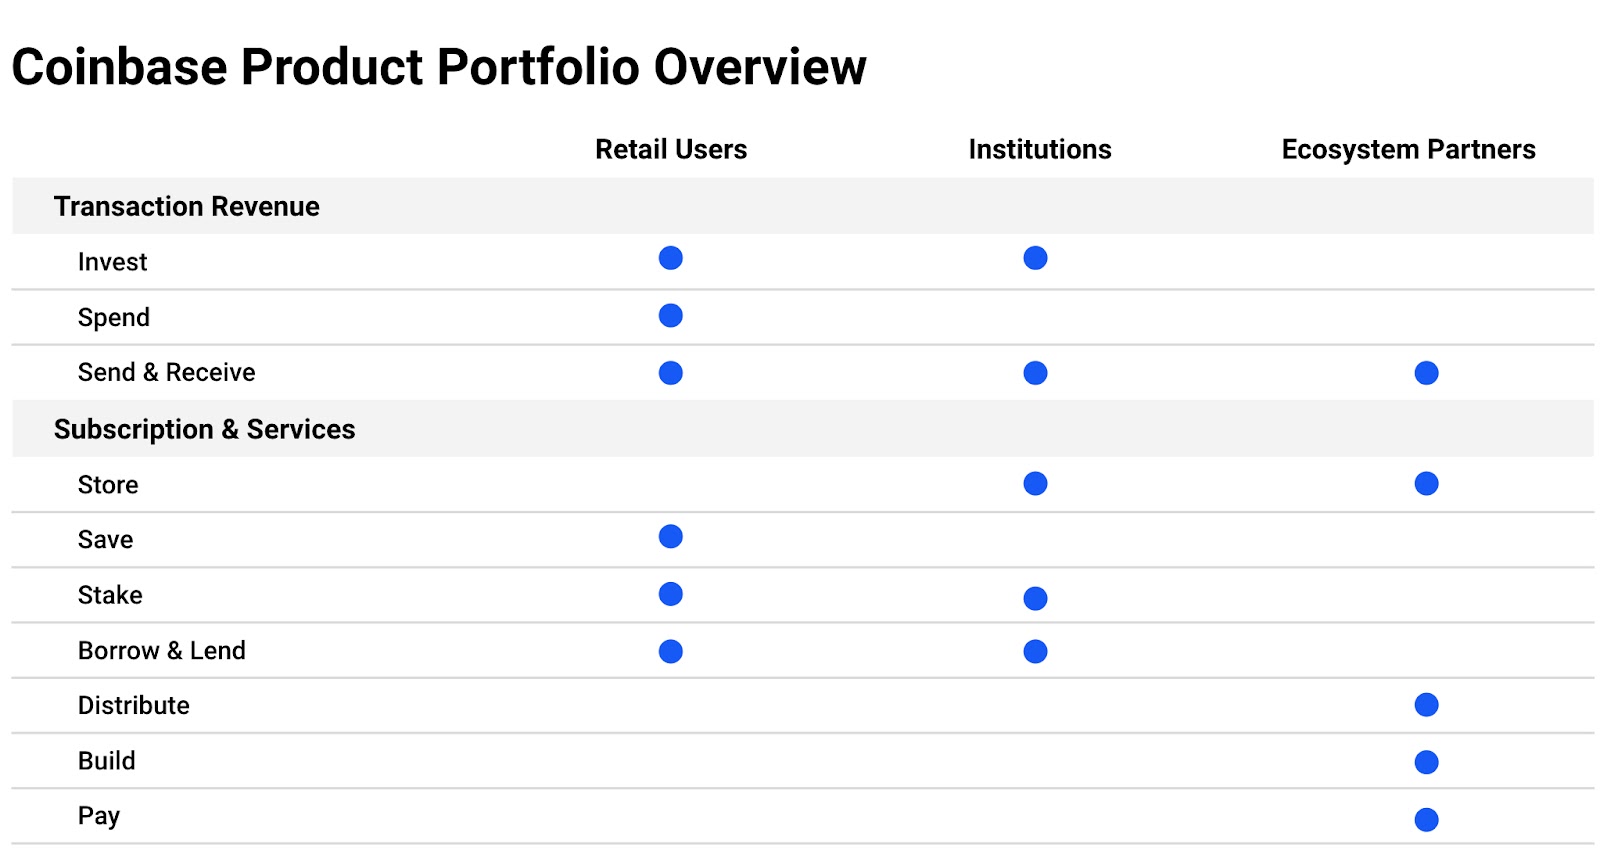 Coinbase Product Portfolio Overview
Retail Users Institutions Ecosystem Partners
Transaction Revenue
Invest
Spend
Send & Receive
Subscription & Services
Store
Save
Stake
Borrow & Lend
Distribute
Build
Pay